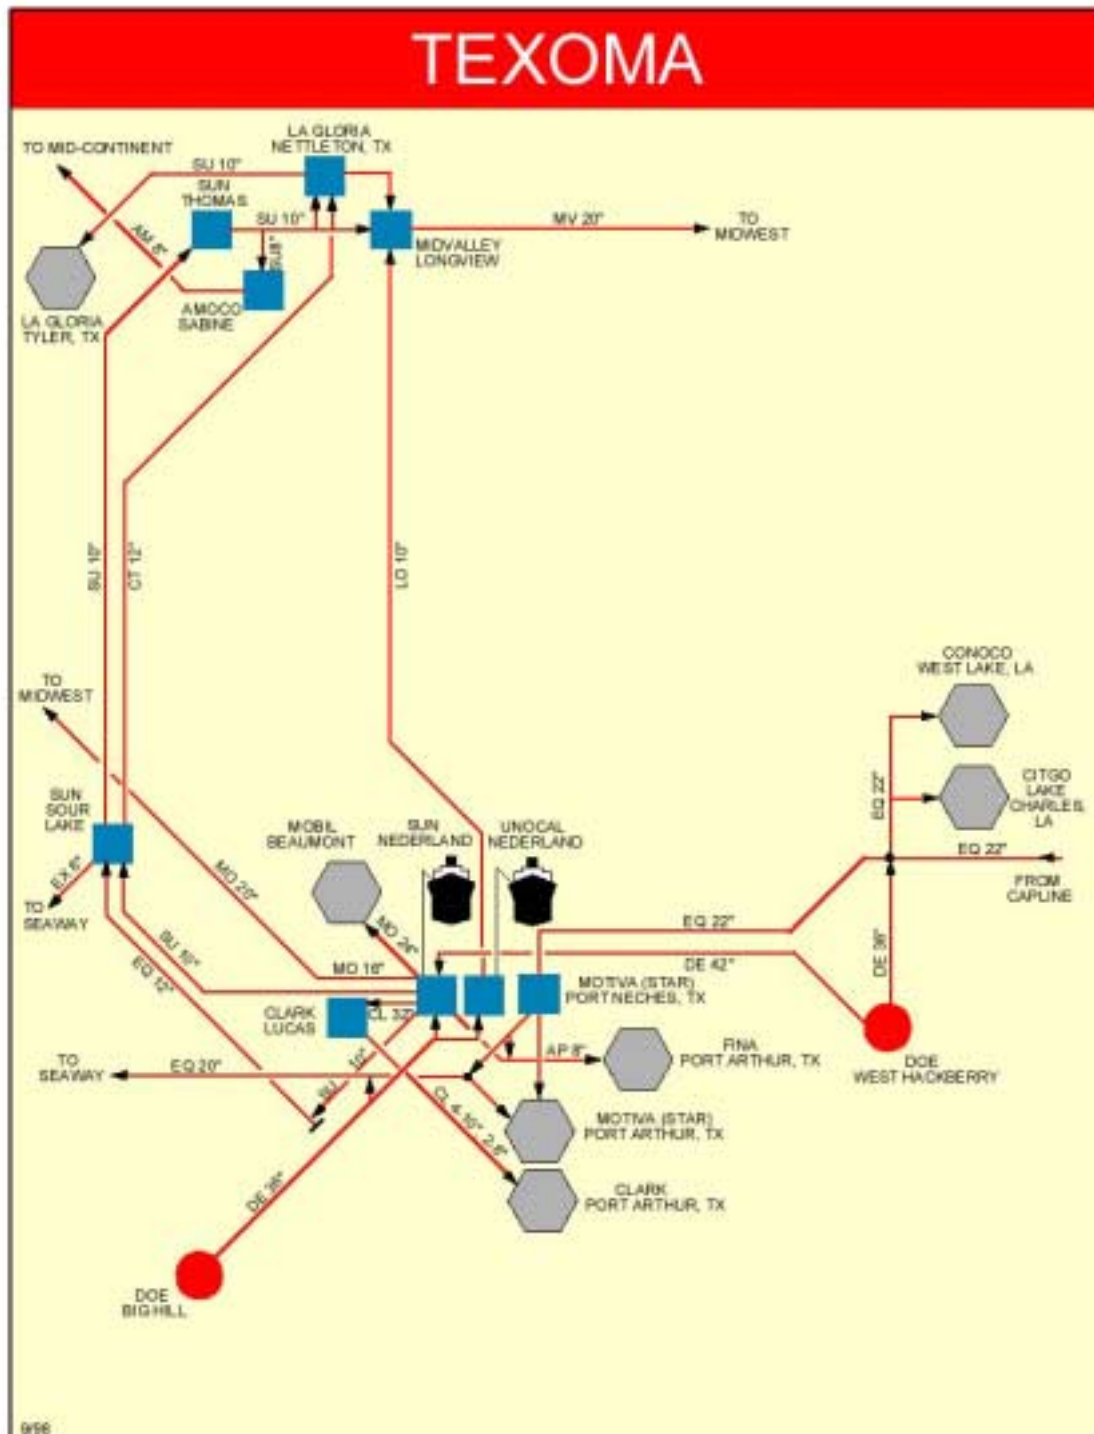 TEXOMA
TO MID-CONTINENT
LA GLORIA
NETTLETON, TX
SU 10"
SUN
THOMAS
SU 10"
MV 20"
TO
MIDWEST
AM 8"
SU8"
MIDVALLEY
LONGVIEW
AMOCO
SABINE
LA GLORIA
TYLER, TX
SU 10"
CT 12"
LO 10"
TO
MIDWEST
CONOCO
WEST LAKE, LA
CITGO
LAKE
CHARLES,
LA
EQ 22"
SUN
SOUR
LAKE
MOBIL
BEAUMONT
SUN
NEDERLAND
UNOCAL
NEDERLAND
EQ 22"
FROM
CAPLINE
EX 6"
TO
SEAWAY
MO 20"
MO 24"
EQ 22"
DE 36"
SU 10"
EQ 12"
MO 16"
DE 42"
CLARK
LUCAS
CL 32"
MOTIVA (STAR)
PORT NECHES, TX
TO
SEAWAY
EQ 20"
SU 10"
AP 8"
FINA
PORT ARTHUR, TX
DOE
WEST HACKBERRY
CL 4-10" 2-8"
MOTIVA (STAR)
PORT ARTHUR, TX
DE 36"
CLARK
PORT ARTHUR, TX
DOE
BIG HILL
9/98